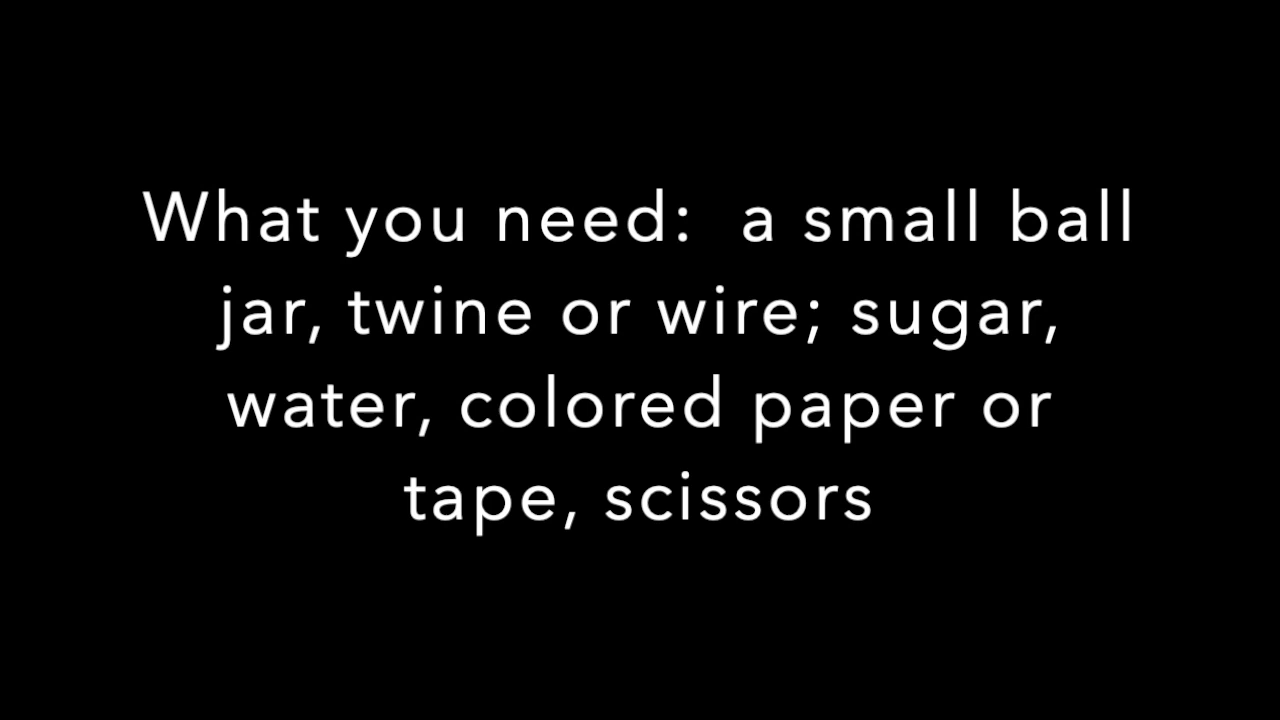 What you need:  a small ball
jar, twine or wire; sugar,
water, colored paper or
tape, scissors